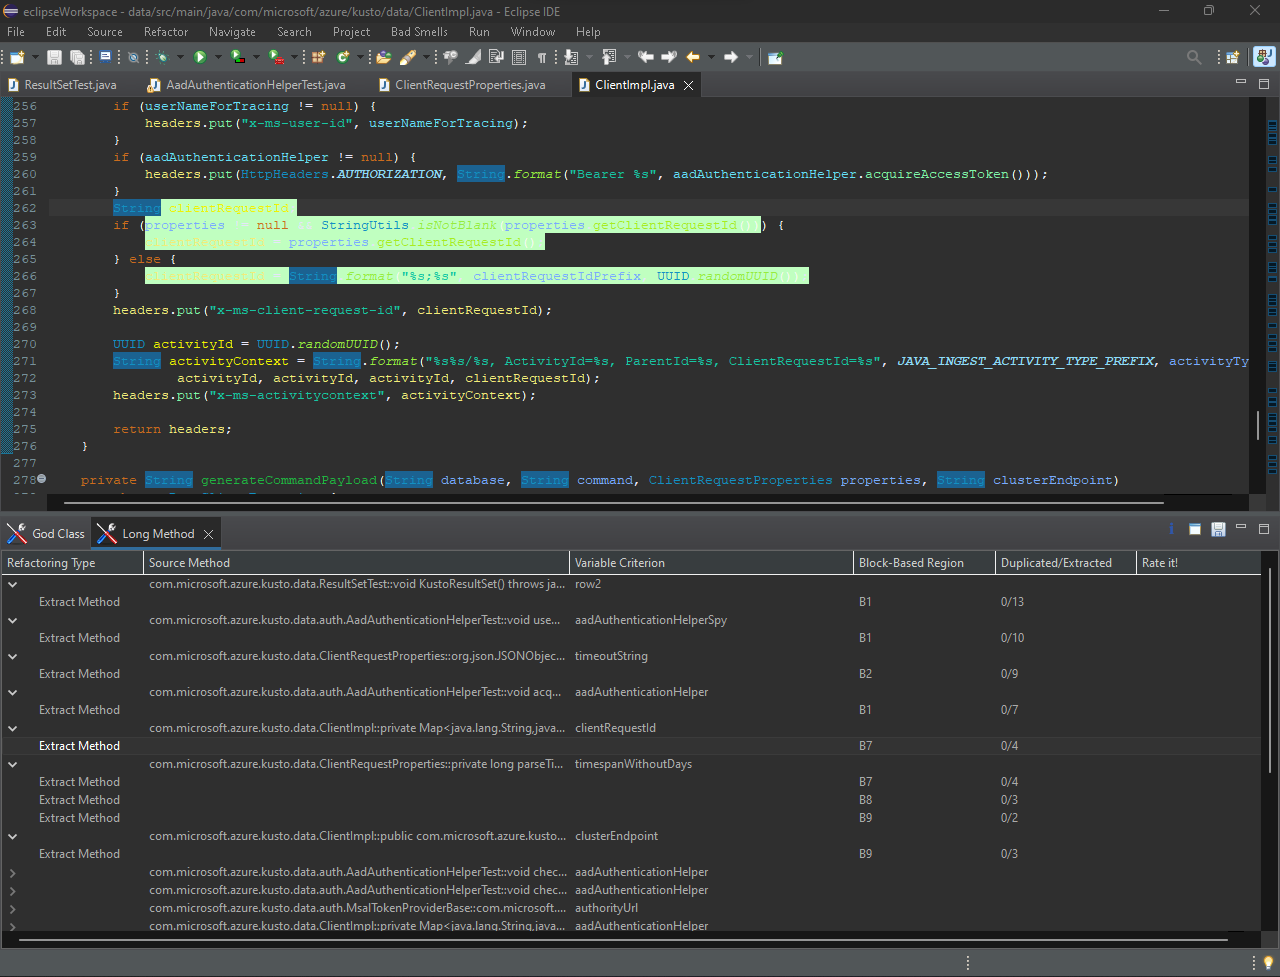 eclipseWorkspace - data/src/main/java/com/microsoft/azure/kusto/data/ClientImpl.java - Eclipse IDE
File Edit Source Refactor Navigate Search Project Bad Smells Run Window Help
ResultSetTest.java AadAuthenticationHelperTest.java ClientRequestProperties.java ClientImpl.java
256 if (userNameForTracing != null) {
257 headers.put("x-ms-user-id", userNameForTracing);
258 }
259 if (aadAuthenticationHelper != null) {
260 headers.put(HttpHeaders.AUTHORIZATION, String.format("Bearer %s", aadAuthenticationHelper.acquireAccessToken()));
261 }
262 String clientRequestId
263 if (properties null StringUtils isNotBlank properties getClientRequestId ) {
264 clientRequestId = properties getClientRequestId
265 } else {
266 clientRequestId = String format "%s;%s" clientRequestIdPrefix UUID randomUUID
267 }
268 headers.put("x-ms-client-request-id", clientRequestId);
269
270 UUID activityId = UUID.randomUUID();
271 String activityContext = String.format("%s%s/%s, ActivityId=%s, ParentId=%s, ClientRequestId=%s", JAVA_INGEST_ACTIVITY_TYPE_PREFIX, activityTy
272 activityId, activityId, activityId, clientRequestId);
273 headers.put("x-ms-activitycontext", activityContext);
274
275 return headers;
276 }
277
278 private String generateCommandPayload(String database, String command, ClientRequestProperties properties, String clusterEndpoint)
God Class Long Method
Refactoring Type Source Method Variable Criterion Block-Based Region Duplicated/Extracted Rate it!
com.microsoft.azure.kusto.data.ResultSetTest::void KustoResultSet() throws ja... row2
Extract Method B1 0/13
com.microsoft.azure.kusto.data.auth.AadAuthenticationHelperTest::void use... aadAuthenticationHelperSpy
Extract Method B1 0/10
com.microsoft.azure.kusto.data.ClientRequestProperties::org.json.JSONObjec... timeoutString
Extract Method B2 0/9
com.microsoft.azure.kusto.data.auth.AadAuthenticationHelperTest::void acq... aadAuthenticationHelper
Extract Method B1 0/7
com.microsoft.azure.kusto.data.ClientImpl::private Map<java.lang.String,java... clientRequestId
Extract Method B7 0/4
com.microsoft.azure.kusto.data.ClientRequestProperties::private long parseTi... timespanWithoutDays
Extract Method B7 0/4
Extract Method B8 0/3
Extract Method B9 0/2
com.microsoft.azure.kusto.data.ClientImpl::public com.microsoft.azure.kusto... clusterEndpoint
Extract Method B9 0/3
com.microsoft.azure.kusto.data.auth.AadAuthenticationHelperTest::void chec... aadAuthenticationHelper
com.microsoft.azure.kusto.data.auth.AadAuthenticationHelperTest::void chec... aadAuthenticationHelper
com.microsoft.azure.kusto.data.auth.MsalTokenProviderBase::com.microsoft.... authorityUrl
com.microsoft.azure.kusto.data.ClientImpl::private Map<java.lang.String,java... aadAuthenticationHelper